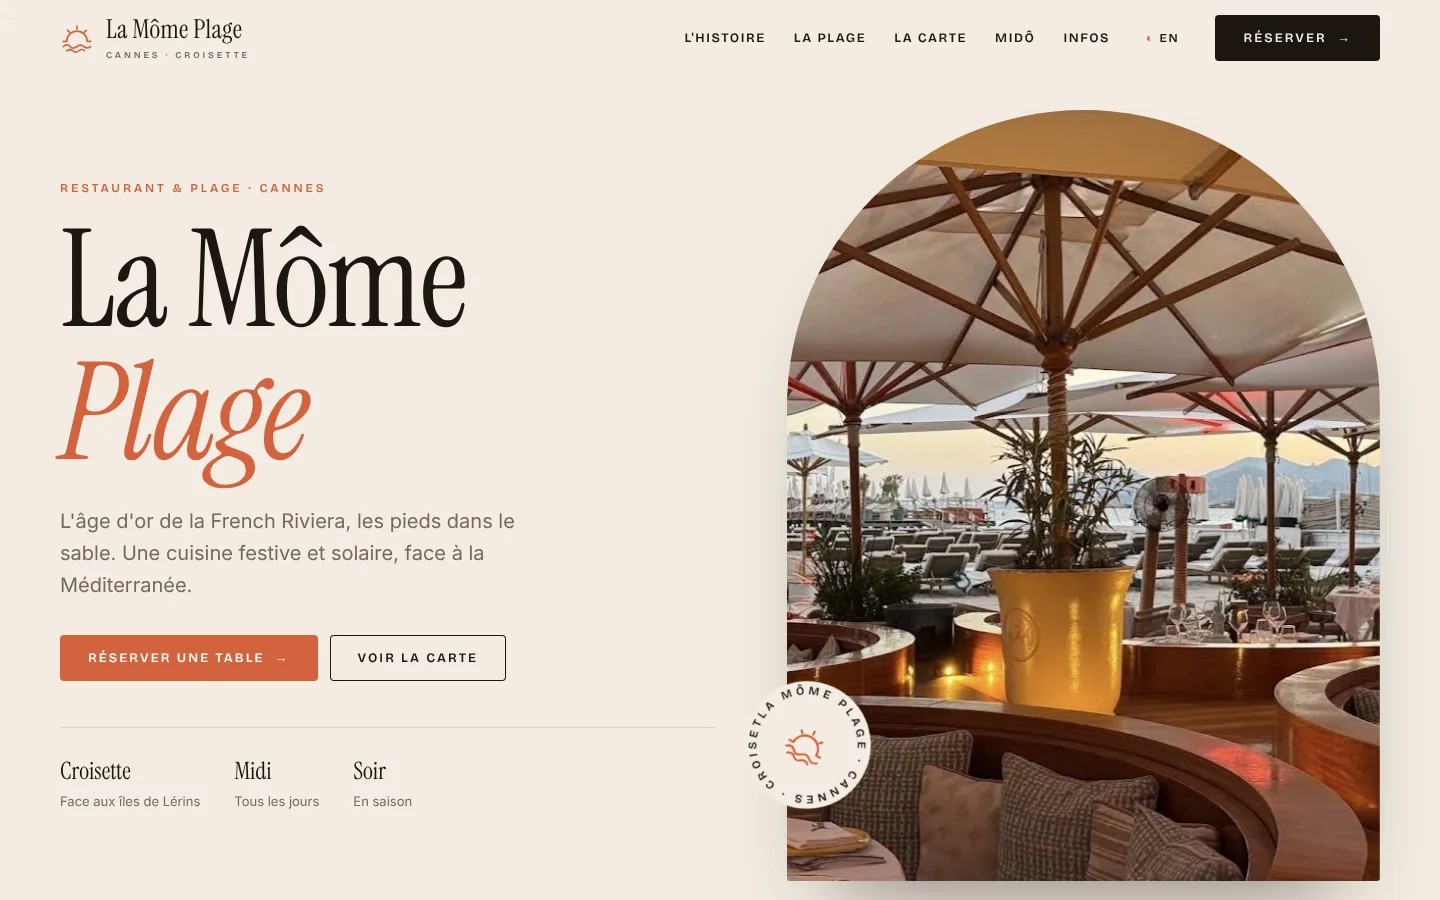 La Môme Plage
CANNES · CROISETTE
L'HISTOIRE
LA PLAGE
LA CARTE
MIDÔ
INFOS
EN
RÉSERVER →
RESTAURANT & PLAGE · CANNES
La Môme
Plage
L'âge d'or de la French Riviera, les pieds dans le
sable. Une cuisine festive et solaire, face à la
Méditerranée.
RÉSERVER UNE TABLE →
VOIR LA CARTE
LA MÔME PLAGE · CANNES · CROISET
Croisette
Face aux îles de Lérins
Midi
Tous les jours
Soir
En saison